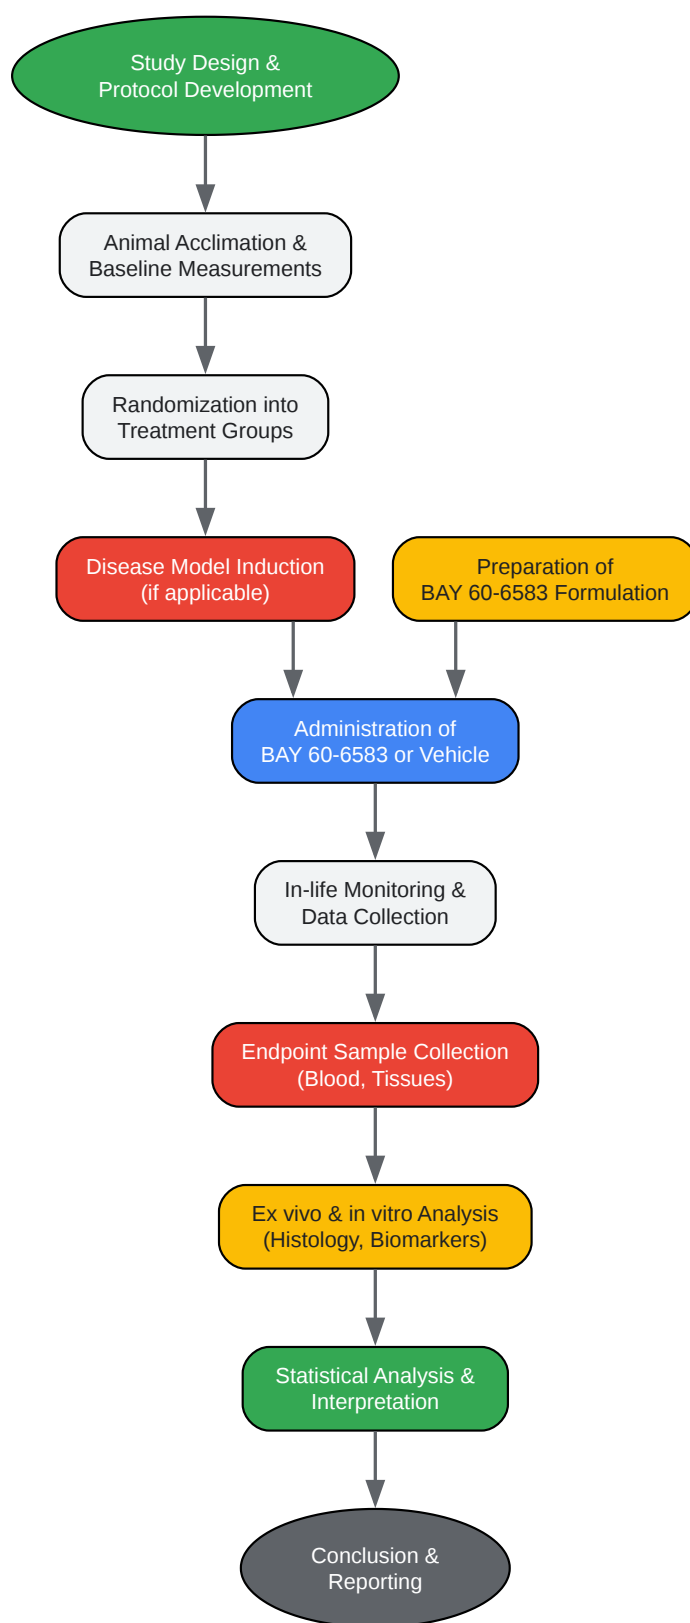 Study Design &
Protocol Development
Animal Acclimation &
Baseline Measurements
Randomization into
Treatment Groups
Disease Model Induction
(if applicable)
Preparation of
BAY 60-6583 Formulation
Administration of
BAY 60-6583 or Vehicle
In-life Monitoring &
Data Collection
Endpoint Sample Collection
(Blood, Tissues)
Ex vivo & in vitro Analysis
(Histology, Biomarkers)
Statistical Analysis &
Interpretation
Conclusion &
Reporting